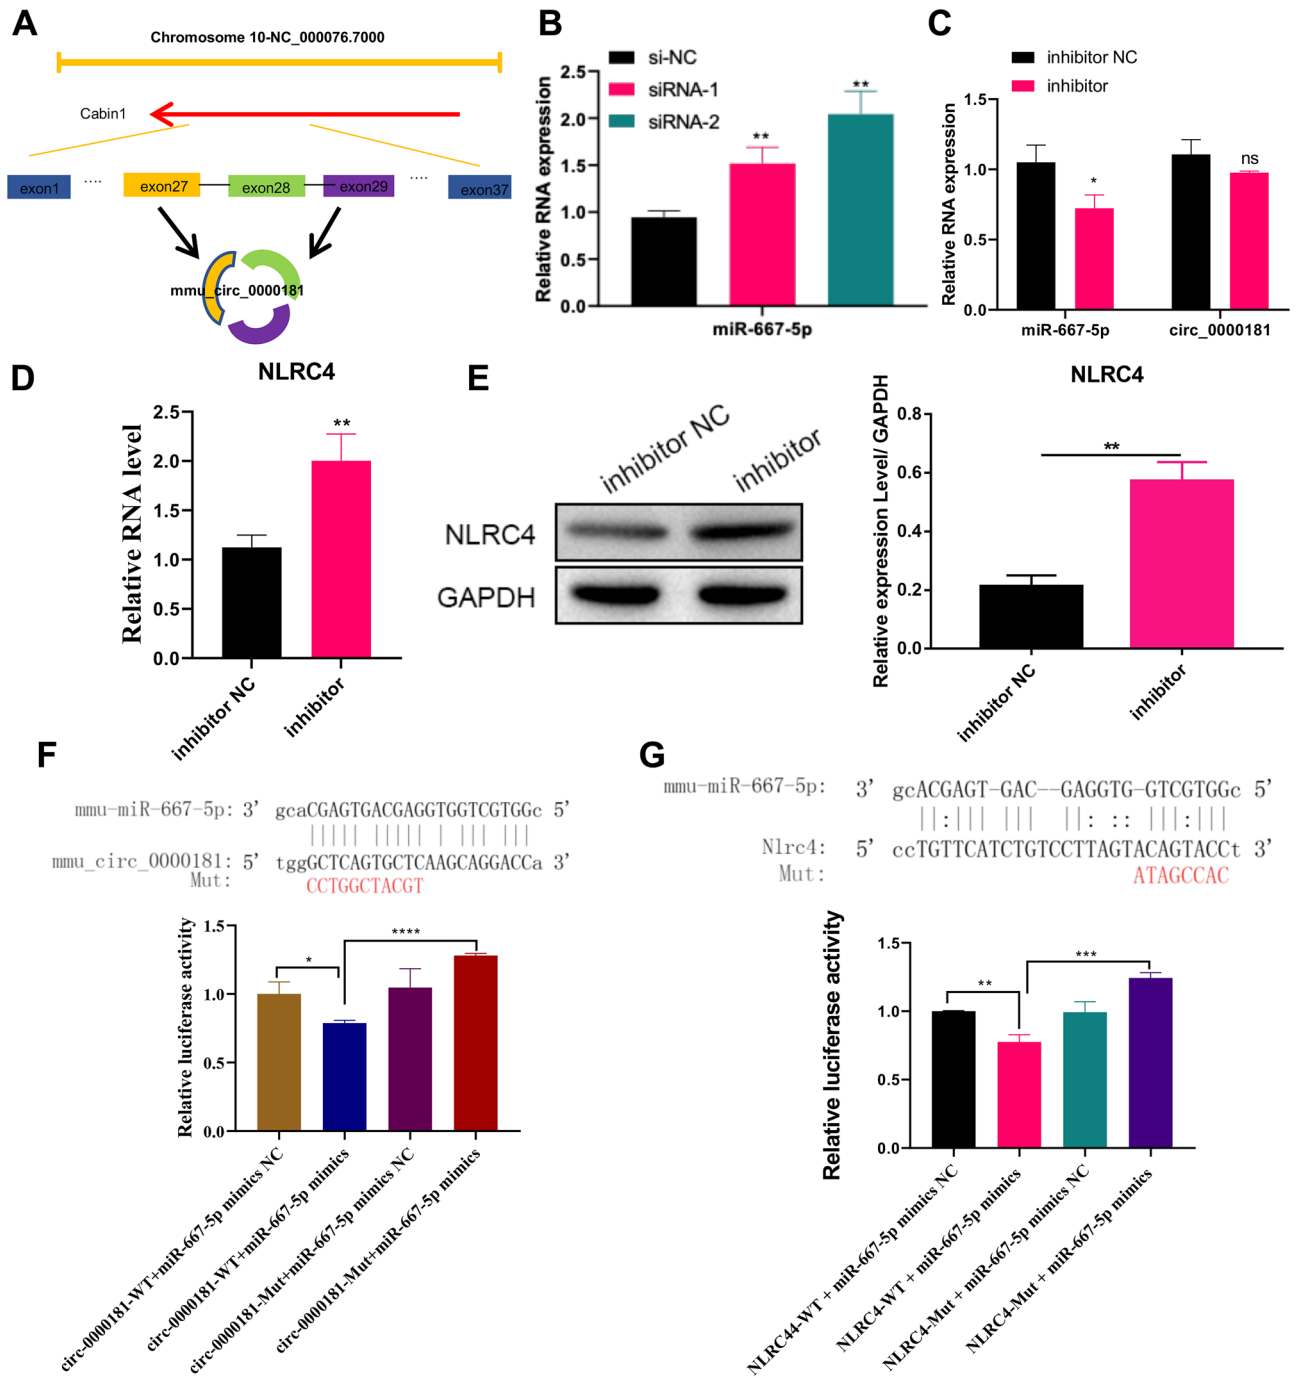 A
Chromosome 10-NC_000076.7000
Cabin1
exon1
....
exon27
exon28
exon29
....
exon37
mmu_circ_0000181
B
si-NC
siRNA-1
siRNA-2
Relative RNA expression
2.5
2.0
1.5
1.0
0.5
0.0
**
**
miR-667-5p
C
inhibitor NC
inhibitor
Relative RNA expression
1.5
1.0
0.5
0.0
*
ns
miR-667-5p
circ_0000181
D
NLRC4
Relative RNA level
2.5
2.0
1.5
1.0
0.5
0.0
**
inhibitor NC
inhibitor
E
inhibitor NC
inhibitor
NLRC4
GAPDH
NLRC4
Relative expression Level/ GAPDH
0.8
0.6
0.4
0.2
0.0
**
inhibitor NC
inhibitor
F
mmu-miR-667-5p: 3' gcaCGAGTGACGAGGTGGTCGTGGc 5'
||||| ||||| | ||| |||
mmu_circ_0000181: 5' tggGCTCAGTGCTCAAGCAGGACCa 3'
Mut: CCTGGCTACGT
Relative luciferase activity
1.5
1.0
0.5
0.0
*
****
circ-0000181-WT+miR-667-5p mimics NC
circ-0000181-WT+miR-667-5p mimics
circ-0000181-Mut+miR-667-5p mimics NC
circ-0000181-Mut+miR-667-5p mimics
G
mmu-miR-667-5p: 3' gcACGAGT-GAC--GAGGTG-GTCGTGGc 5'
||:||| ||| ||: :: |||:|||
Nlrc4: 5' ccTGTTCATCTGTCCTTAGTACAGTACCt 3'
Mut: ATAGCCAC
Relative luciferase activity
1.5
1.0
0.5
0.0
**
***
NLRC44-WT + miR-667-5p mimics NC
NLRC4-WT + miR-667-5p mimics
NLRC4-Mut + miR-667-5p mimics NC
NLRC4-Mut + miR-667-5p mimics